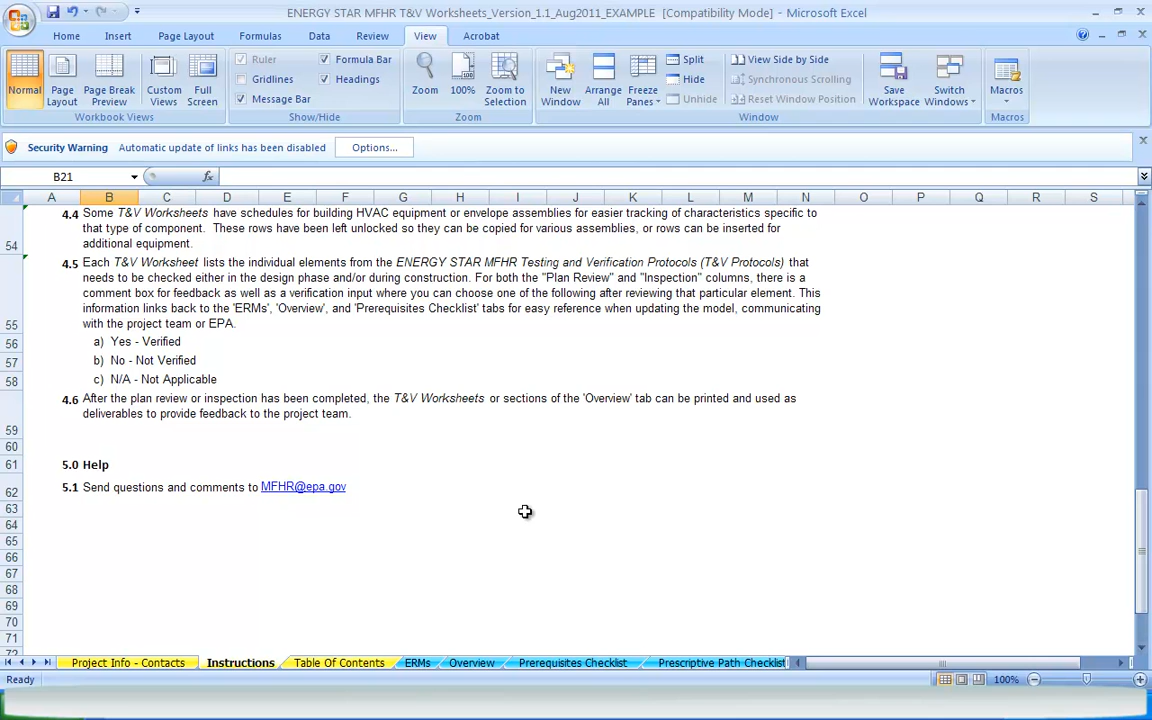 ENERGY STAR MFHR T&V Worksheets_Version_1.1_Aug2011_EXAMPLE [Compatibility Mode] - Microsoft Excel
Home Insert Page Layout Formulas Data Review View Acrobat
Normal
Page Layout
Page Break Preview
Custom Views
Full Screen
Workbook Views
Ruler
Gridlines
Message Bar
Formula Bar
Headings
Show/Hide
Zoom
100%
Zoom to Selection
Zoom
New Window
Arrange All
Freeze Panes
Split
Hide
Unhide
View Side by Side
Synchronous Scrolling
Reset Window Position
Save Workspace
Switch Windows
Window
Macros
Macros
Security Warning Automatic update of links has been disabled Options...
B21 fx
A B C D E F G H I J K L M N O P Q R S
4.4 Some T&V Worksheets have schedules for building HVAC equipment or envelope assemblies for easier tracking of characteristics specific to
that type of component. These rows have been left unlocked so they can be copied for various assemblies, or rows can be inserted for
54 additional equipment.
4.5 Each T&V Worksheet lists the individual elements from the ENERGY STAR MFHR Testing and Verification Protocols (T&V Protocols) that
needs to be checked either in the design phase and/or during construction. For both the "Plan Review" and "Inspection" columns, there is a
comment box for feedback as well as a verification input where you can choose one of the following after reviewing that particular element. This
information links back to the 'ERMs', 'Overview', and 'Prerequisites Checklist' tabs for easy reference when updating the model, communicating
55 with the project team or EPA.
56 a) Yes - Verified
57 b) No - Not Verified
58 c) N/A - Not Applicable
4.6 After the plan review or inspection has been completed, the T&V Worksheets or sections of the 'Overview' tab can be printed and used as
deliverables to provide feedback to the project team.
59
60
61 5.0 Help
62 5.1 Send questions and comments to MFHR@epa.gov
63
64
65
66
67
68
69
70
71
72
Project Info - Contacts Instructions Table Of Contents ERMs Overview Prerequisites Checklist Prescriptive Path Checklist
Ready 100%